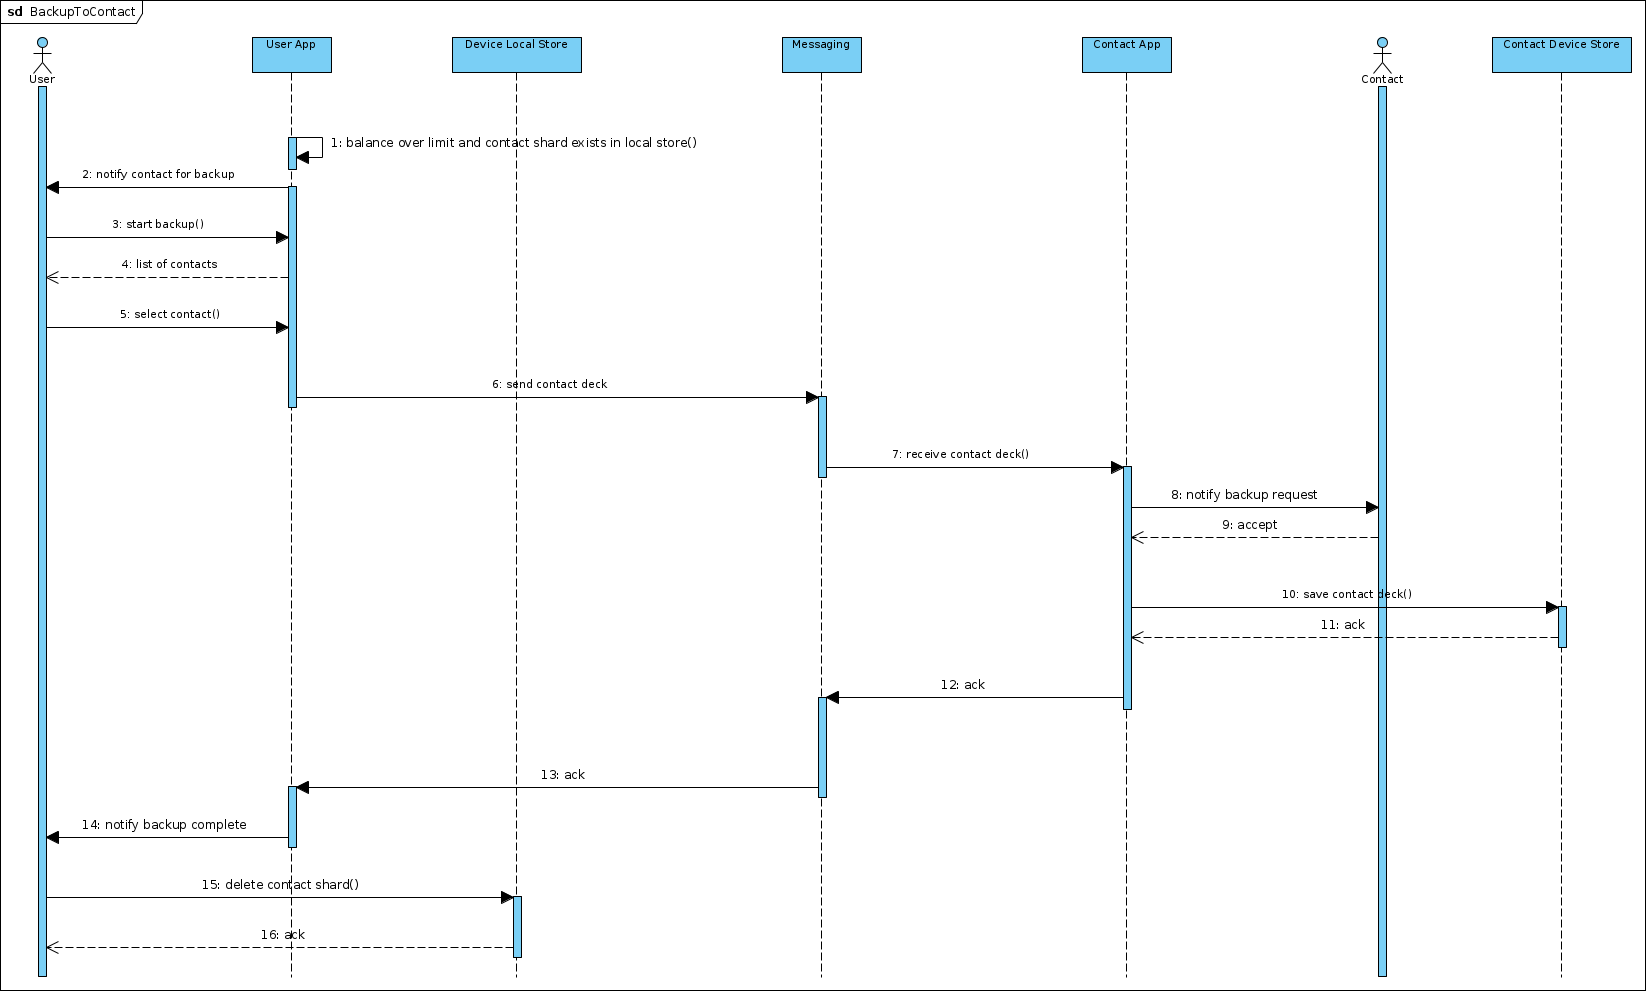 sd BackupToContact
User
User App
Device Local Store
Messaging
Contact App
Contact
Contact Device Store
1: balance over limit and contact shard exists in local store()
2: notify contact for backup
3: start backup()
4: list of contacts
5: select contact()
6: send contact deck
7: receive contact deck()
8: notify backup request
9: accept
10: save contact deck()
11: ack
12: ack
13: ack
14: notify backup complete
15: delete contact shard()
16: ack